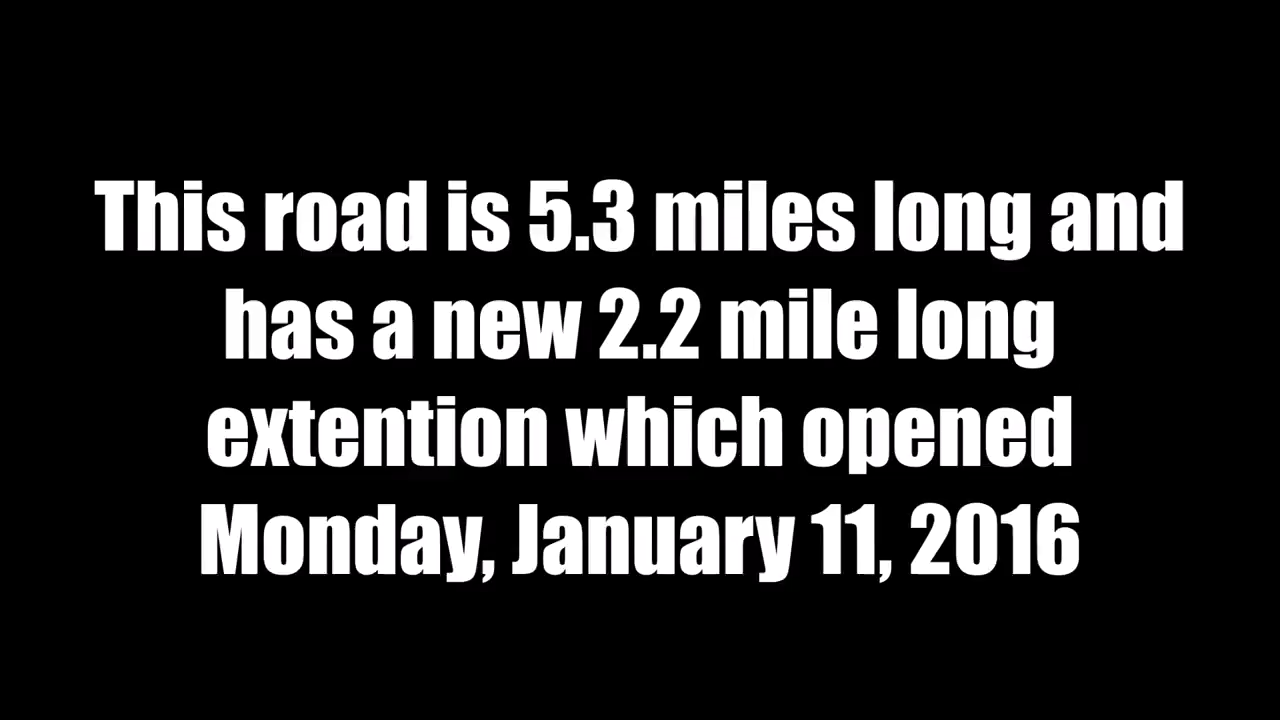 This road is 5.3 miles long and
has a new 2.2 mile long
extention which opened
Monday, January 11, 2016